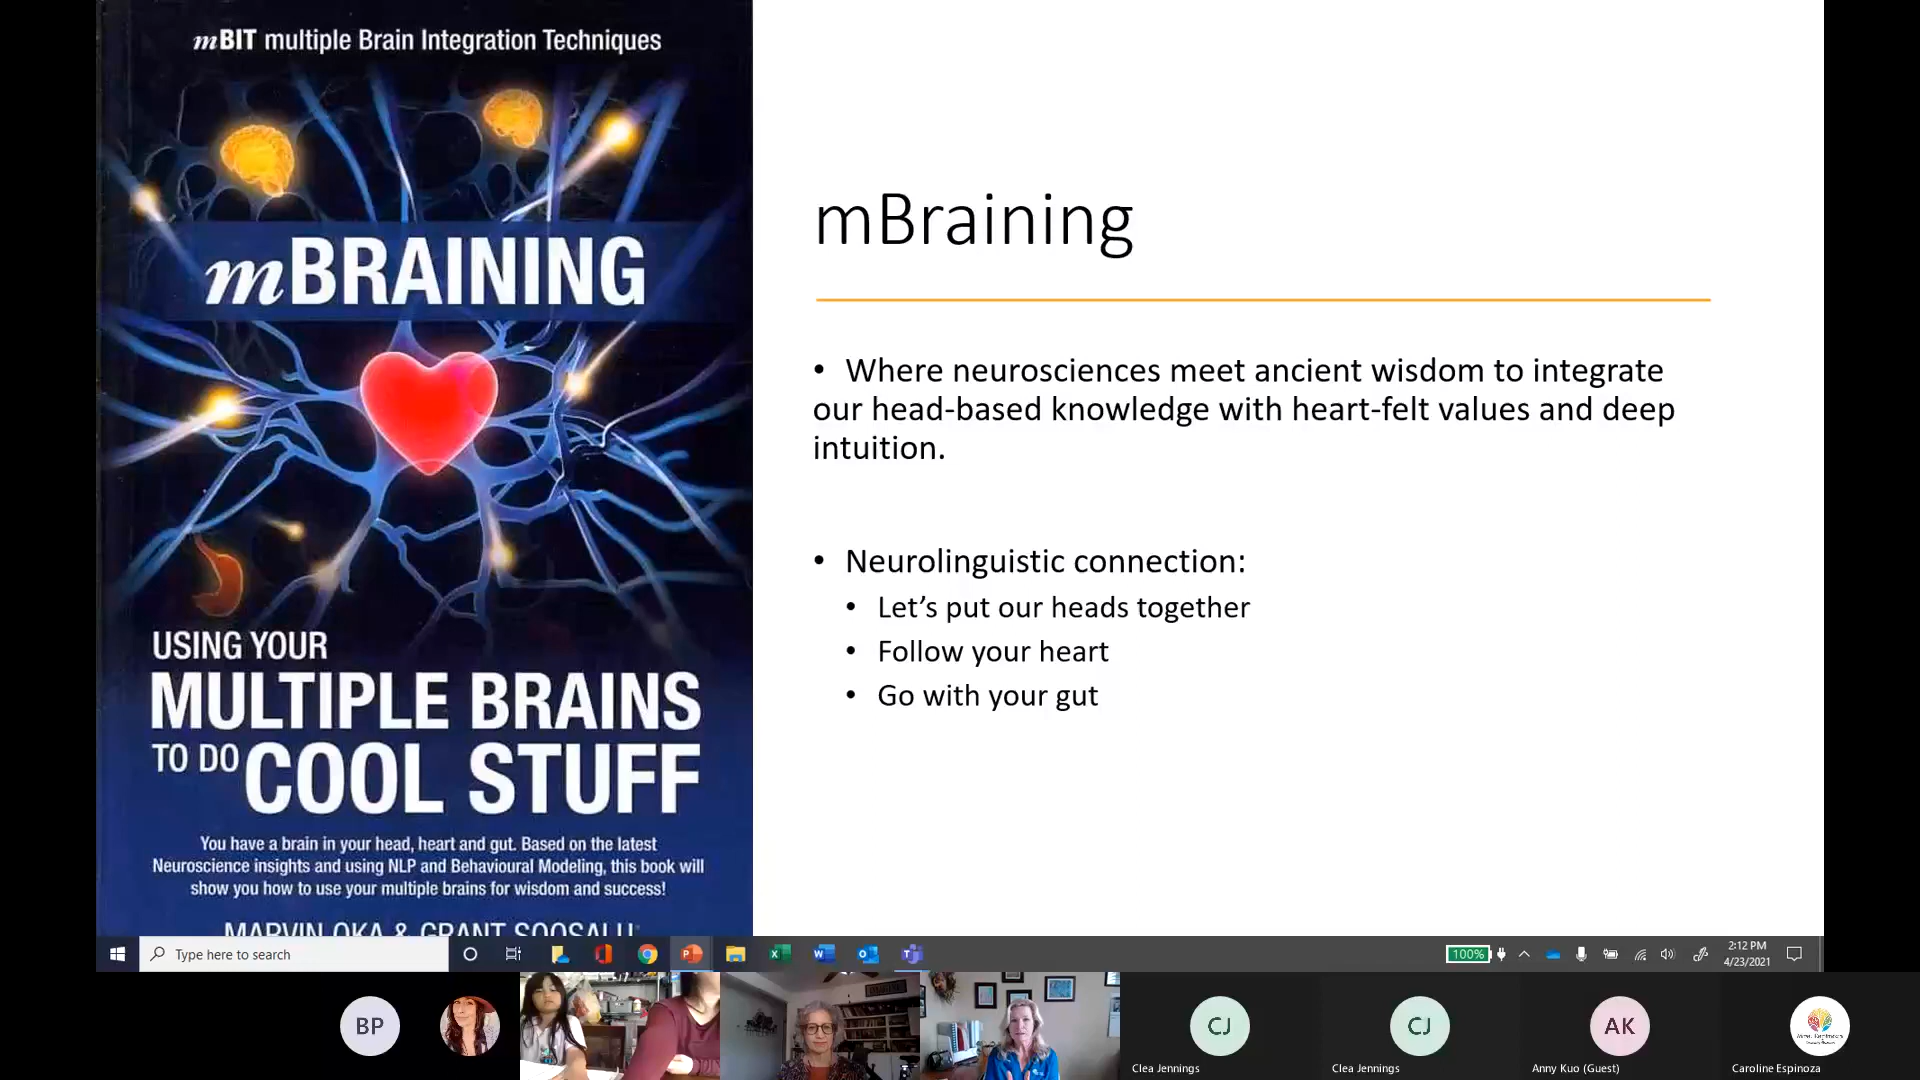 mBIT multiple Brain Integration Techniques
mBRAINING
USING YOUR
MULTIPLE BRAINS
TO DO COOL STUFF
You have a brain in your head, heart and gut. Based on the latest
Neuroscience insights and using NLP and Behavioural Modeling, this book will
show you how to use your multiple brains for wisdom and success!
MARVIN OKA & GRANT SOOSALU
mBraining
• Where neurosciences meet ancient wisdom to integrate
our head-based knowledge with heart-felt values and deep
intuition.
• Neurolinguistic connection:
• Let’s put our heads together
• Follow your heart
• Go with your gut
Type here to search
100%
2:12 PM
4/23/2021
BP
CJ
Clea Jennings
CJ
Clea Jennings
AK
Anny Kuo (Guest)
Caroline Espinoza